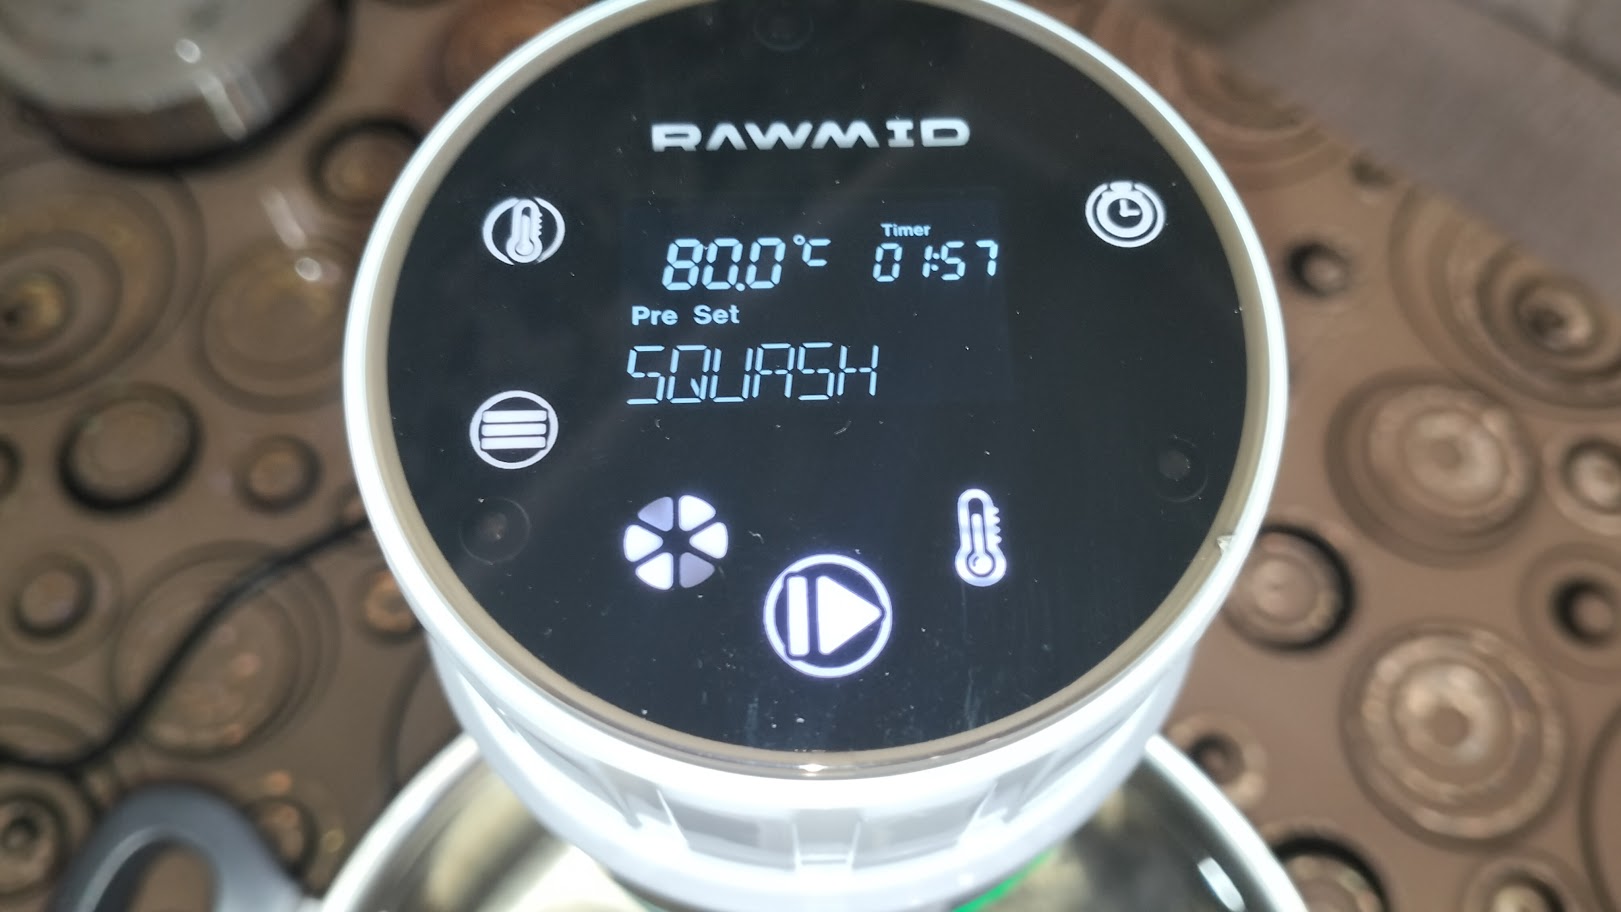 RAWMID
Timer
80.0°C 01:57
Pre Set
SQUASH